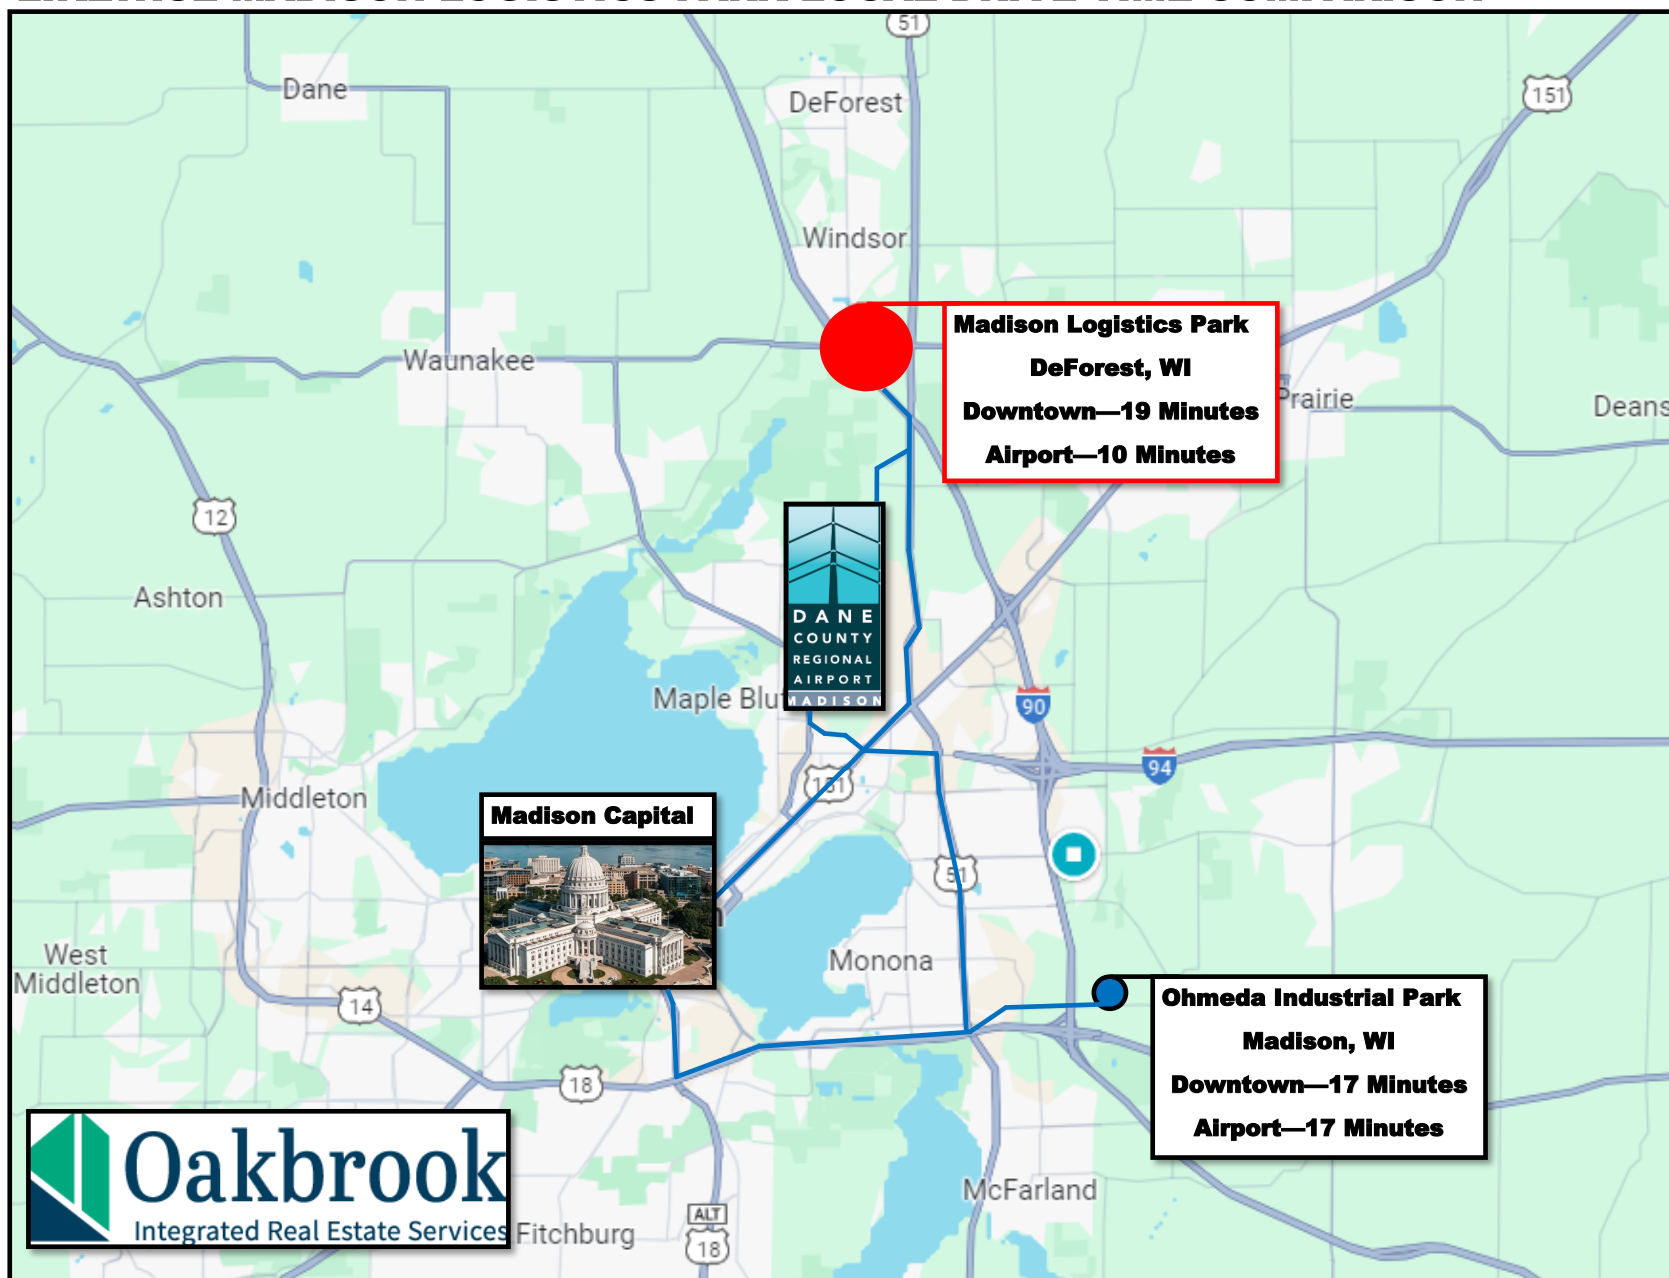 51
151
Dane
DeForest
Windsor
Madison Logistics Park
DeForest, WI
Downtown—19 Minutes
Airport—10 Minutes
Waunakee
Prairie
Deans
12
DANE
COUNTY
REGIONAL
AIRPORT
MADISON
Ashton
Maple Bluf
90
94
151
Middleton
Madison Capital
51
West
Middleton
Monona
14
Ohmeda Industrial Park
Madison, WI
Downtown—17 Minutes
Airport—17 Minutes
18
Oakbrook
Integrated Real Estate Services
Fitchburg
McFarland
ALT
18